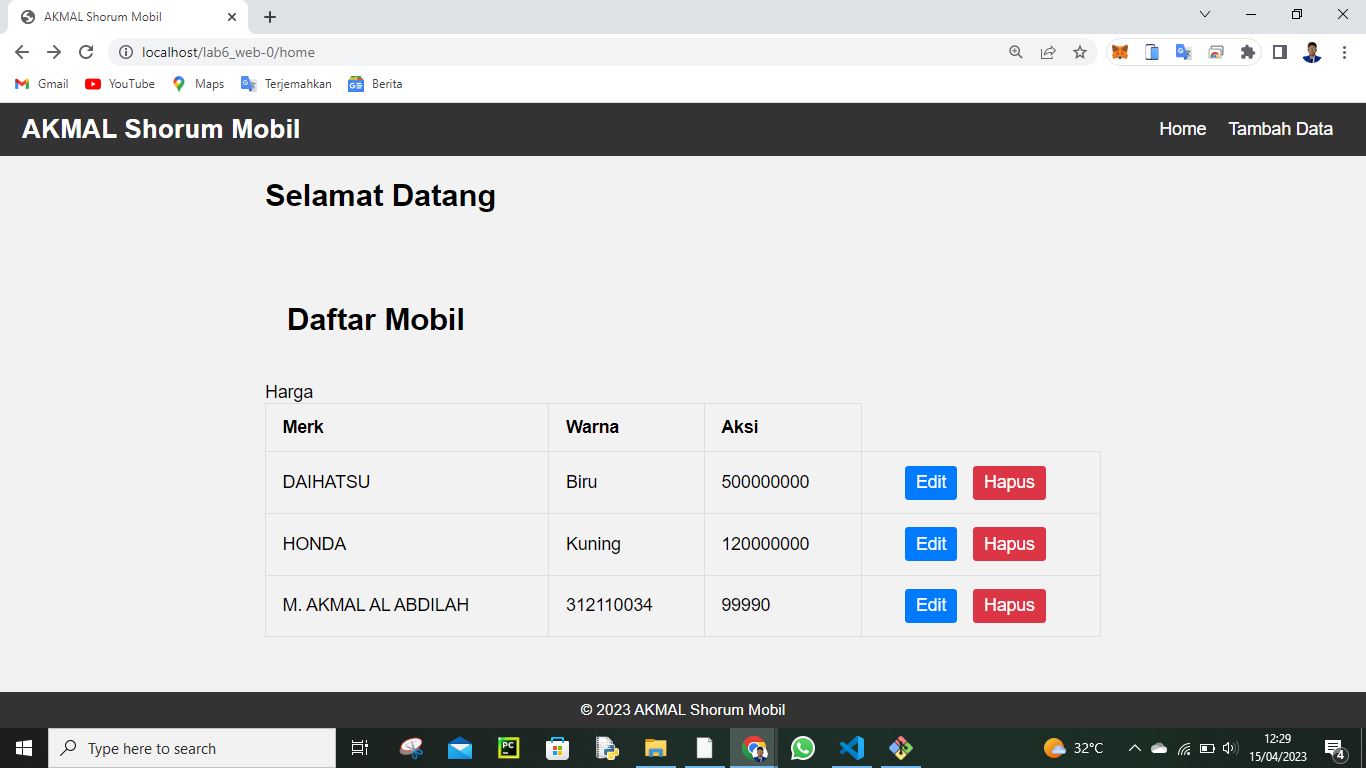 AKMAL Shorum Mobil
localhost/lab6_web-0/home
Gmail YouTube Maps Terjemahkan Berita
AKMAL Shorum Mobil Home Tambah Data
Selamat Datang
Daftar Mobil
Harga
Merk Warna Aksi
DAIHATSU Biru 500000000 Edit Hapus
HONDA Kuning 120000000 Edit Hapus
M. AKMAL AL ABDILAH 312110034 99990 Edit Hapus
© 2023 AKMAL Shorum Mobil
Type here to search PC 32°C 12:29
15/04/2023 4